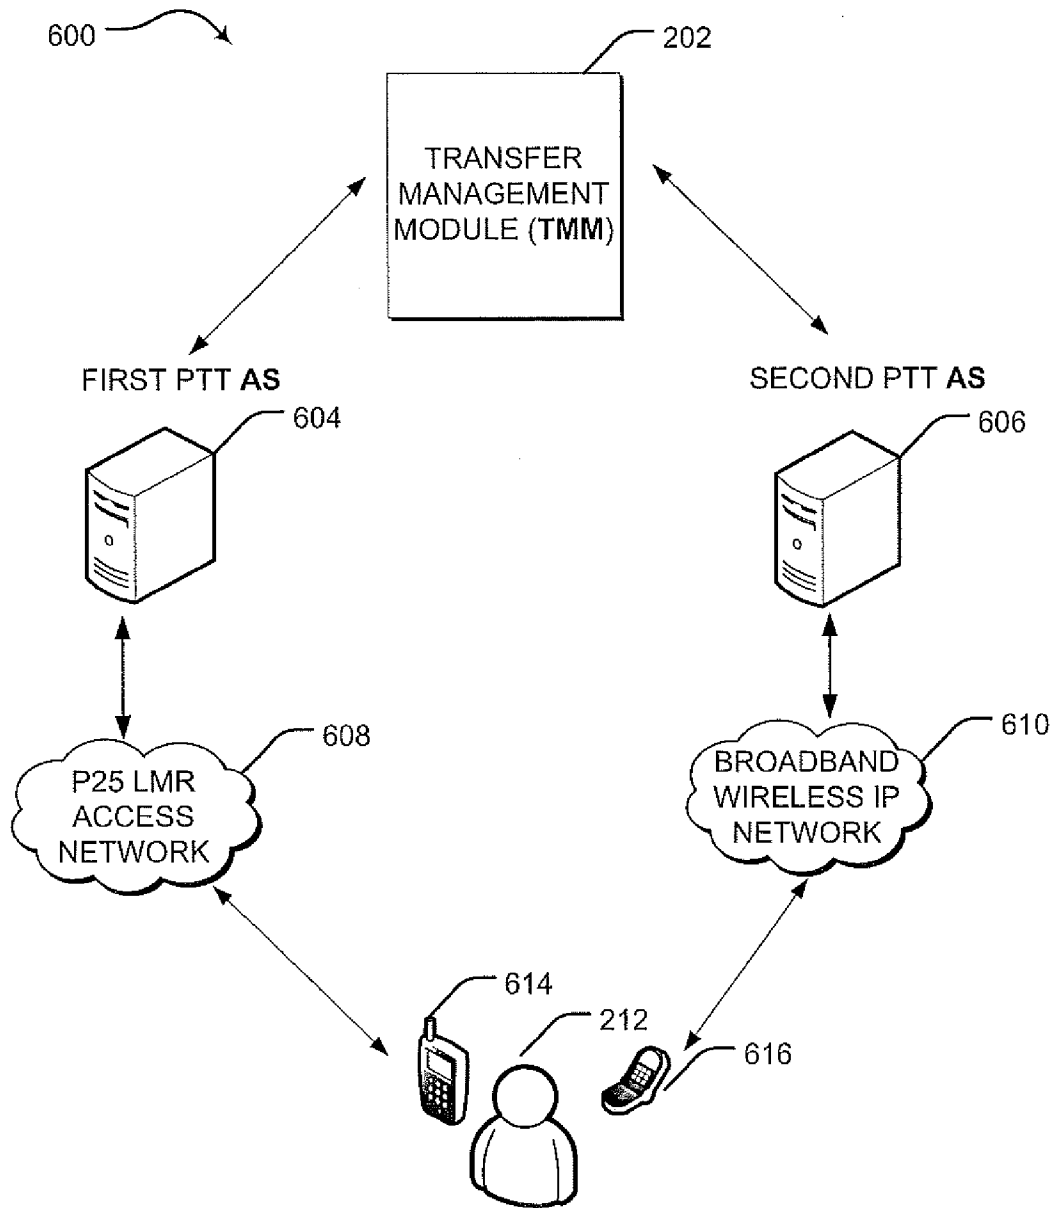 600
202
TRANSFER
MANAGEMENT
MODULE (TMM)
FIRST PTT AS
SECOND PTT AS
604
606
608
610
P25 LMR
ACCESS
NETWORK
BROADBAND
WIRELESS IP
NETWORK
614
212
616